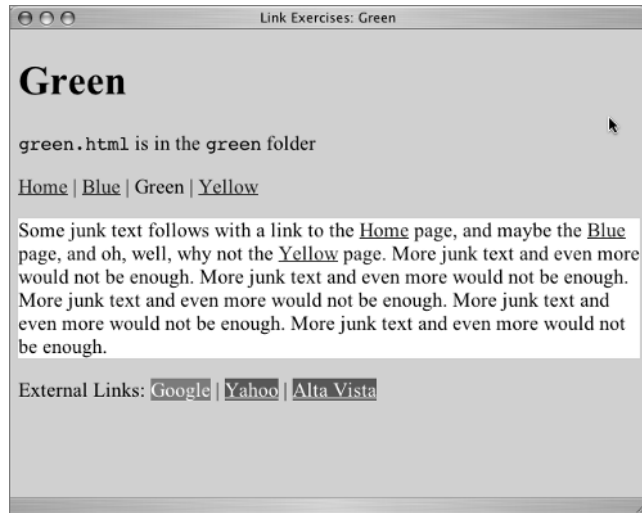 Link Exercises: Green
Green
green.html is in the green folder
Home | Blue | Green | Yellow
Some junk text follows with a link to the Home page, and maybe the Blue
page, and oh, well, why not the Yellow page. More junk text and even more
would not be enough. More junk text and even more would not be enough.
More junk text and even more would not be enough. More junk text and
even more would not be enough. More junk text and even more would not
be enough.
External Links: Google | Yahoo | Alta Vista